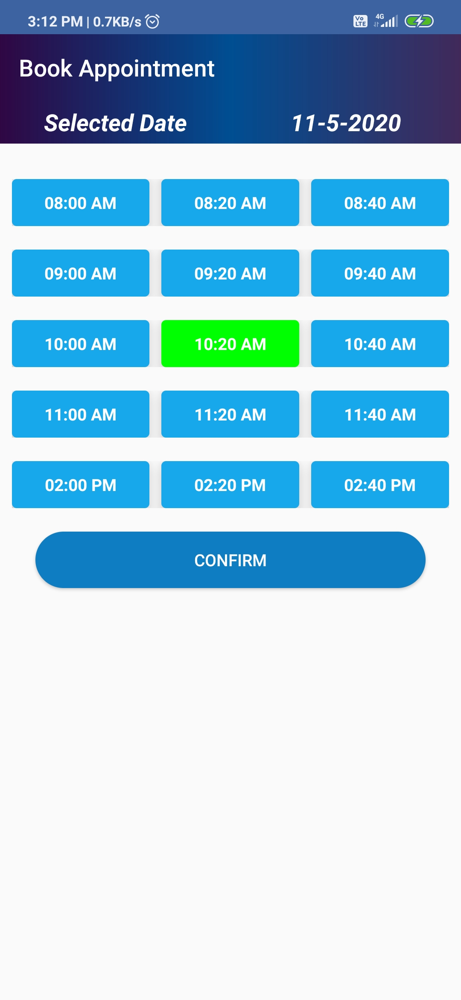 3:12 PM | 0.7KB/s Vo LTE 4G
Book Appointment
Selected Date 11-5-2020
08:00 AM 08:20 AM 08:40 AM
09:00 AM 09:20 AM 09:40 AM
10:00 AM 10:20 AM 10:40 AM
11:00 AM 11:20 AM 11:40 AM
02:00 PM 02:20 PM 02:40 PM
CONFIRM